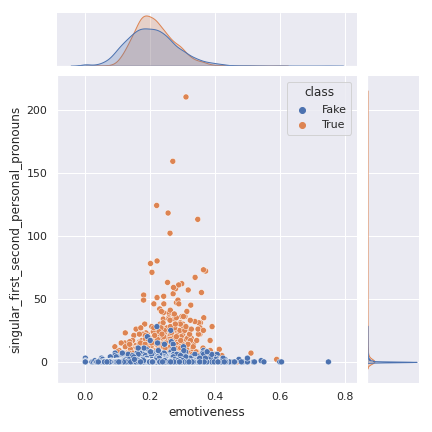 class
Fake
True
200
150
100
50
0
singular_first_second_personal_pronouns
0.0 0.2 0.4 0.6 0.8
emotiveness